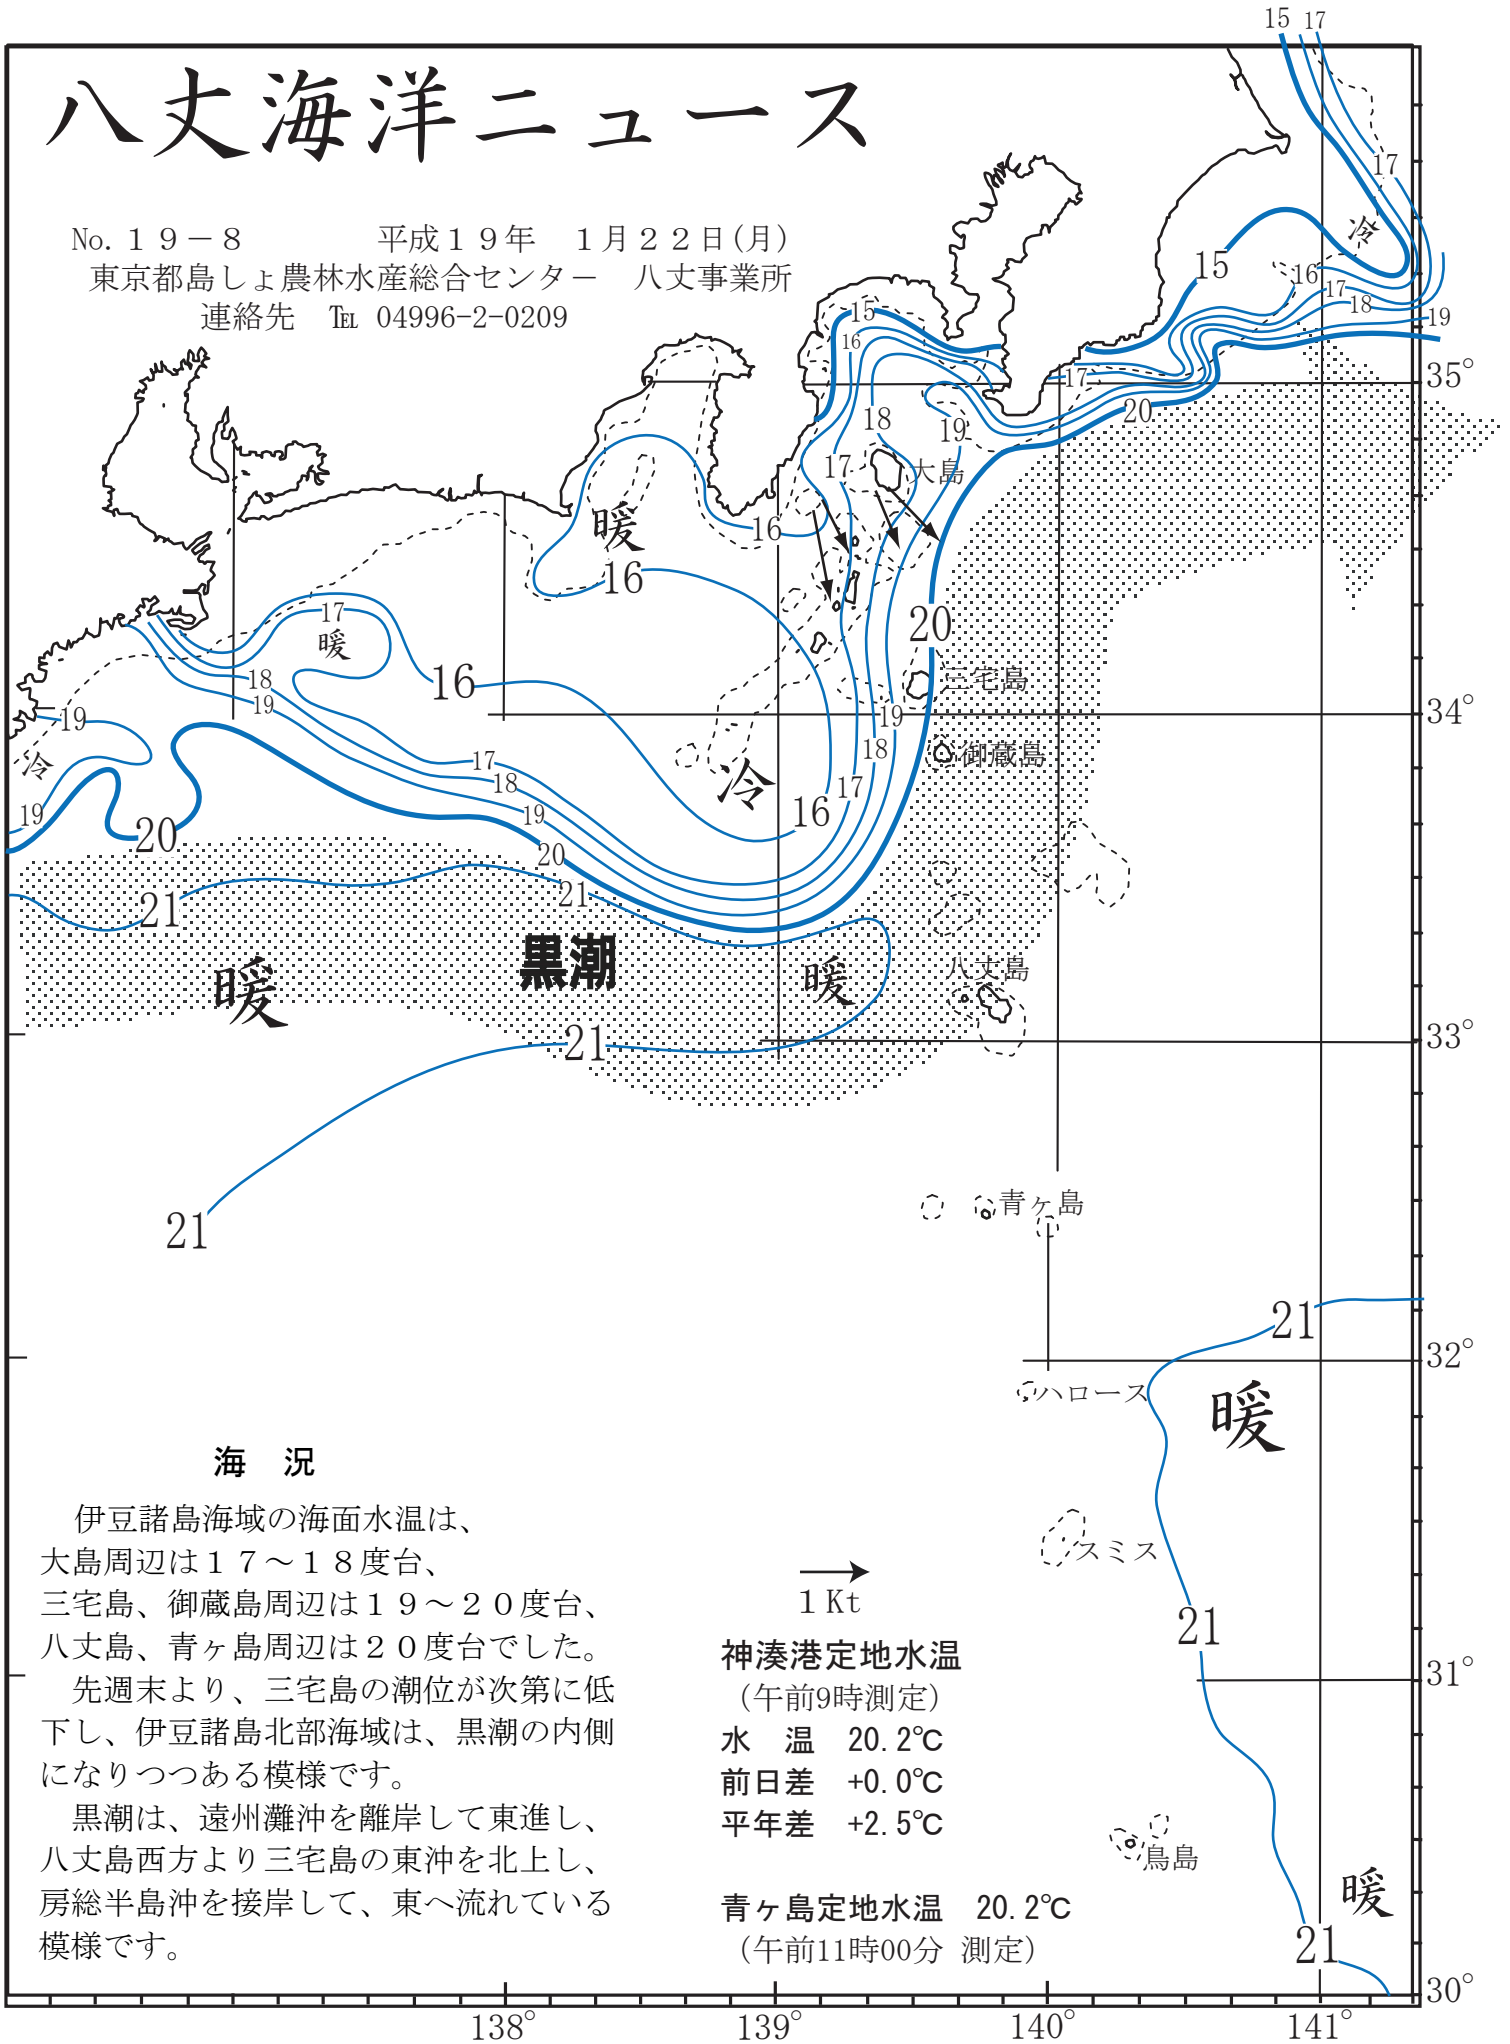 八丈海洋ニュース
No.１９－８　平成１９年　１月２２日(月)
東京都島しょ農林水産総合センター　八丈事業所
連絡先　℡ 04996-2-0209
15 17
17
冷
15
16
17
18
19
15
16
35°
17
18
20
19
大島
17
暖
16
16
17
暖
20
18
16
三宅島
19
19
19
34°
18
御蔵島
冷
17
18
冷
17
16
19
19
20
20
21
21
黒潮
暖
暖
八丈島
21
33°
青ヶ島
21
21
32°
ハロース
暖
スミス
21
31°
鳥島
暖
21
30°
138°
139°
140°
141°
海　況
伊豆諸島海域の海面水温は、
大島周辺は１７～１８度台、
三宅島、御蔵島周辺は１９～２０度台、
八丈島、青ヶ島周辺は２０度台でした。
先週末より、三宅島の潮位が次第に低
下し、伊豆諸島北部海域は、黒潮の内側
になりつつある模様です。
黒潮は、遠州灘沖を離岸して東進し、
八丈島西方より三宅島の東沖を北上し、
房総半島沖を接岸して、東へ流れている
模様です。
1 Kt
神湊港定地水温
（午前9時測定）
水　温　20.2℃
前日差　+0.0℃
平年差　+2.5℃
青ヶ島定地水温　20.2℃
（午前11時00分 測定）